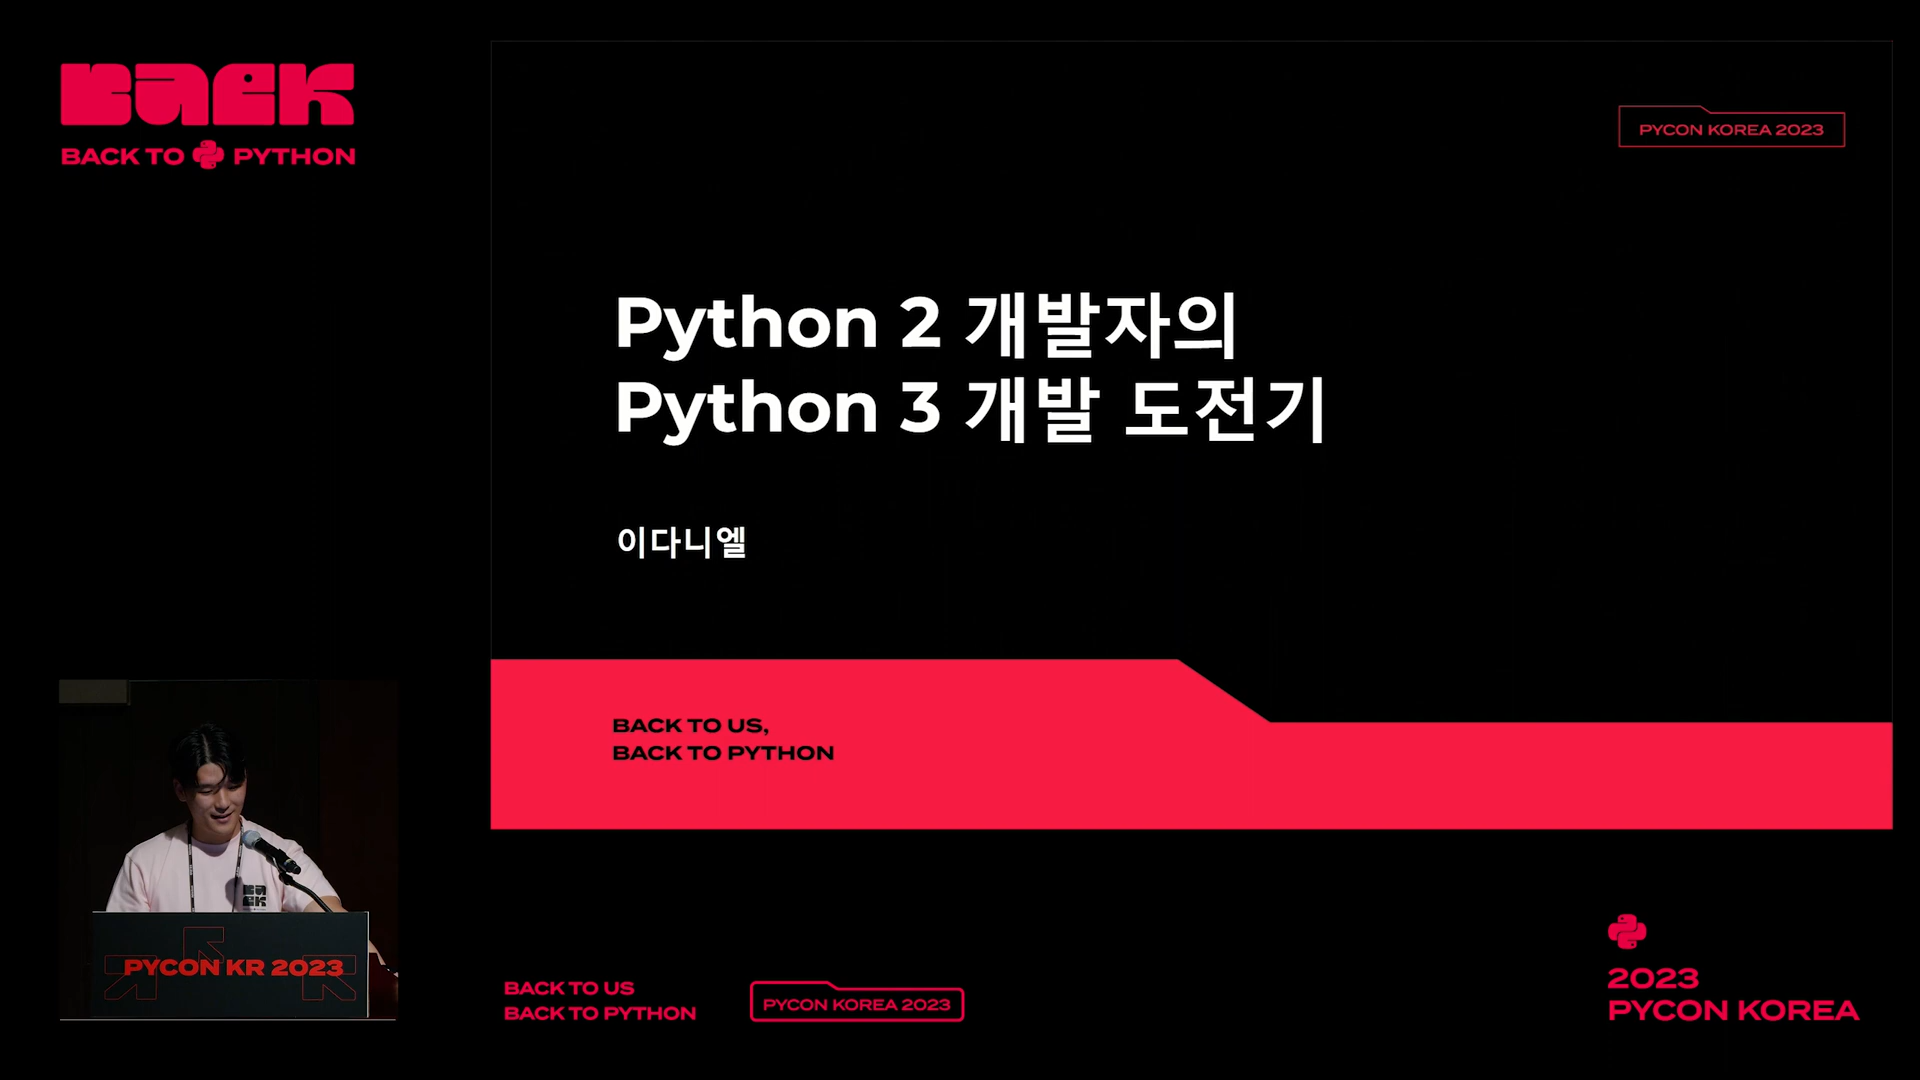 BACK
BACK TO PYTHON
PYCON KOREA 2023
Python 2 개발자의
Python 3 개발 도전기
이다니엘
BACK TO US,
BACK TO PYTHON
PYCON KR 2023
BACK TO US
BACK TO PYTHON
PYCON KOREA 2023
2023
PYCON KOREA